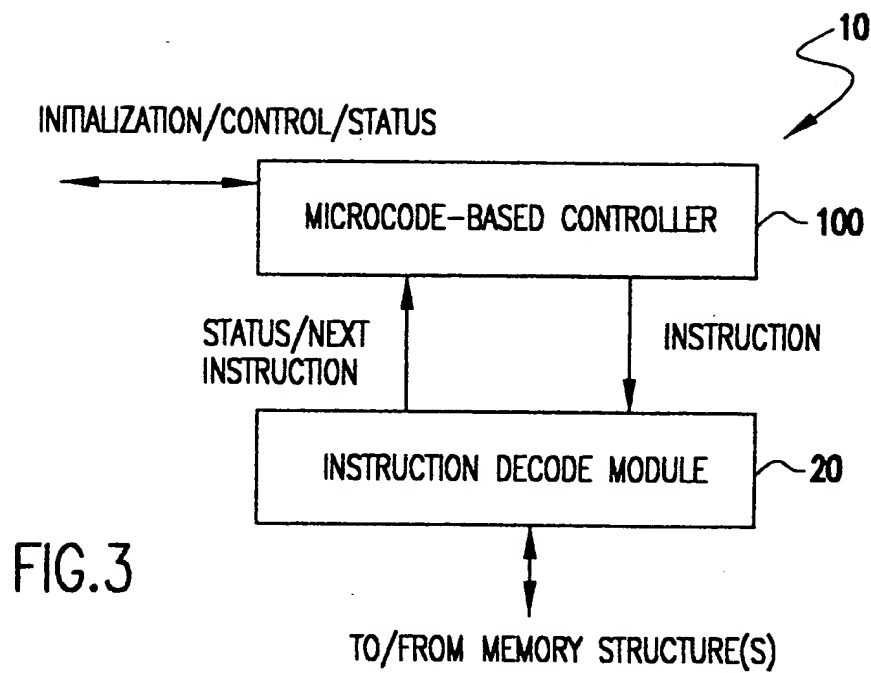 10
INITIALIZATION/CONTROL/STATUS
MICROCODE-BASED CONTROLLER
100
STATUS/NEXT
INSTRUCTION
INSTRUCTION
INSTRUCTION DECODE MODULE
20
FIG.3
TO/FROM MEMORY STRUCTURE(S)